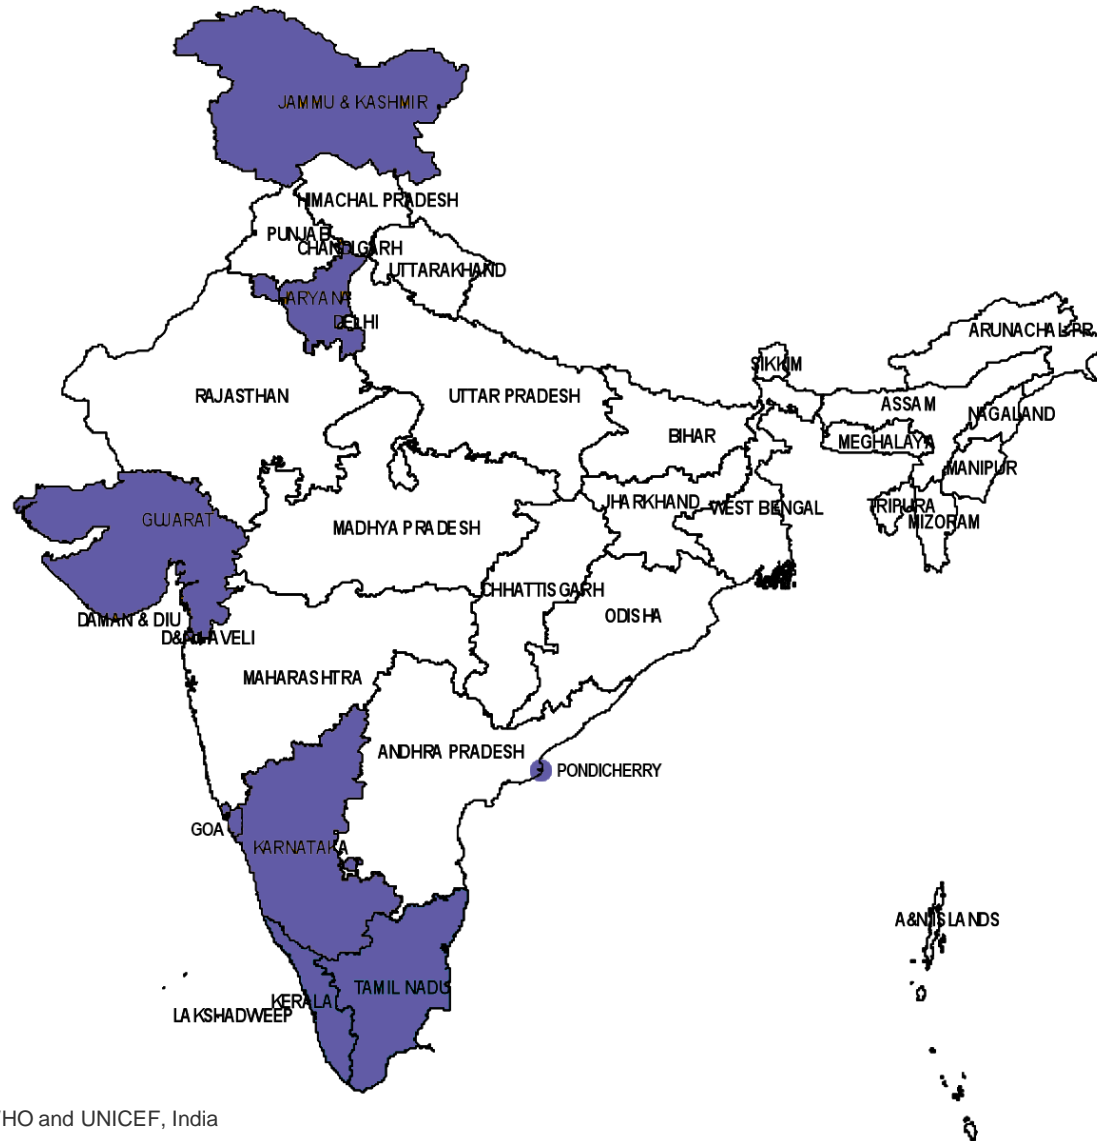 JAMMU & KASHMIR
HIMACHAL PRADESH
PUNJAB
CHANDIGARH
UTTARAKHAND
HARYANA
DELHI
ARUNACHAL PR
SIKKIM
RAJASTHAN
UTTAR PRADESH
ASSAM
NAGALAND
BIHAR
MEGHALAYA
MANIPUR
JHARKHAND
WEST BENGAL
TRIPURA
MIZORAM
GUJARAT
MADHYA PRADESH
CHHATTISGARH
ODISHA
DAMAN & DIU
D&N HAVELI
MAHARASHTRA
ANDHRA PRADESH
PONDICHERRY
GOA
KARNATAKA
A&N ISLANDS
TAMIL NADU
KERALA
LAKSHADWEEP
HO and UNICEF, India